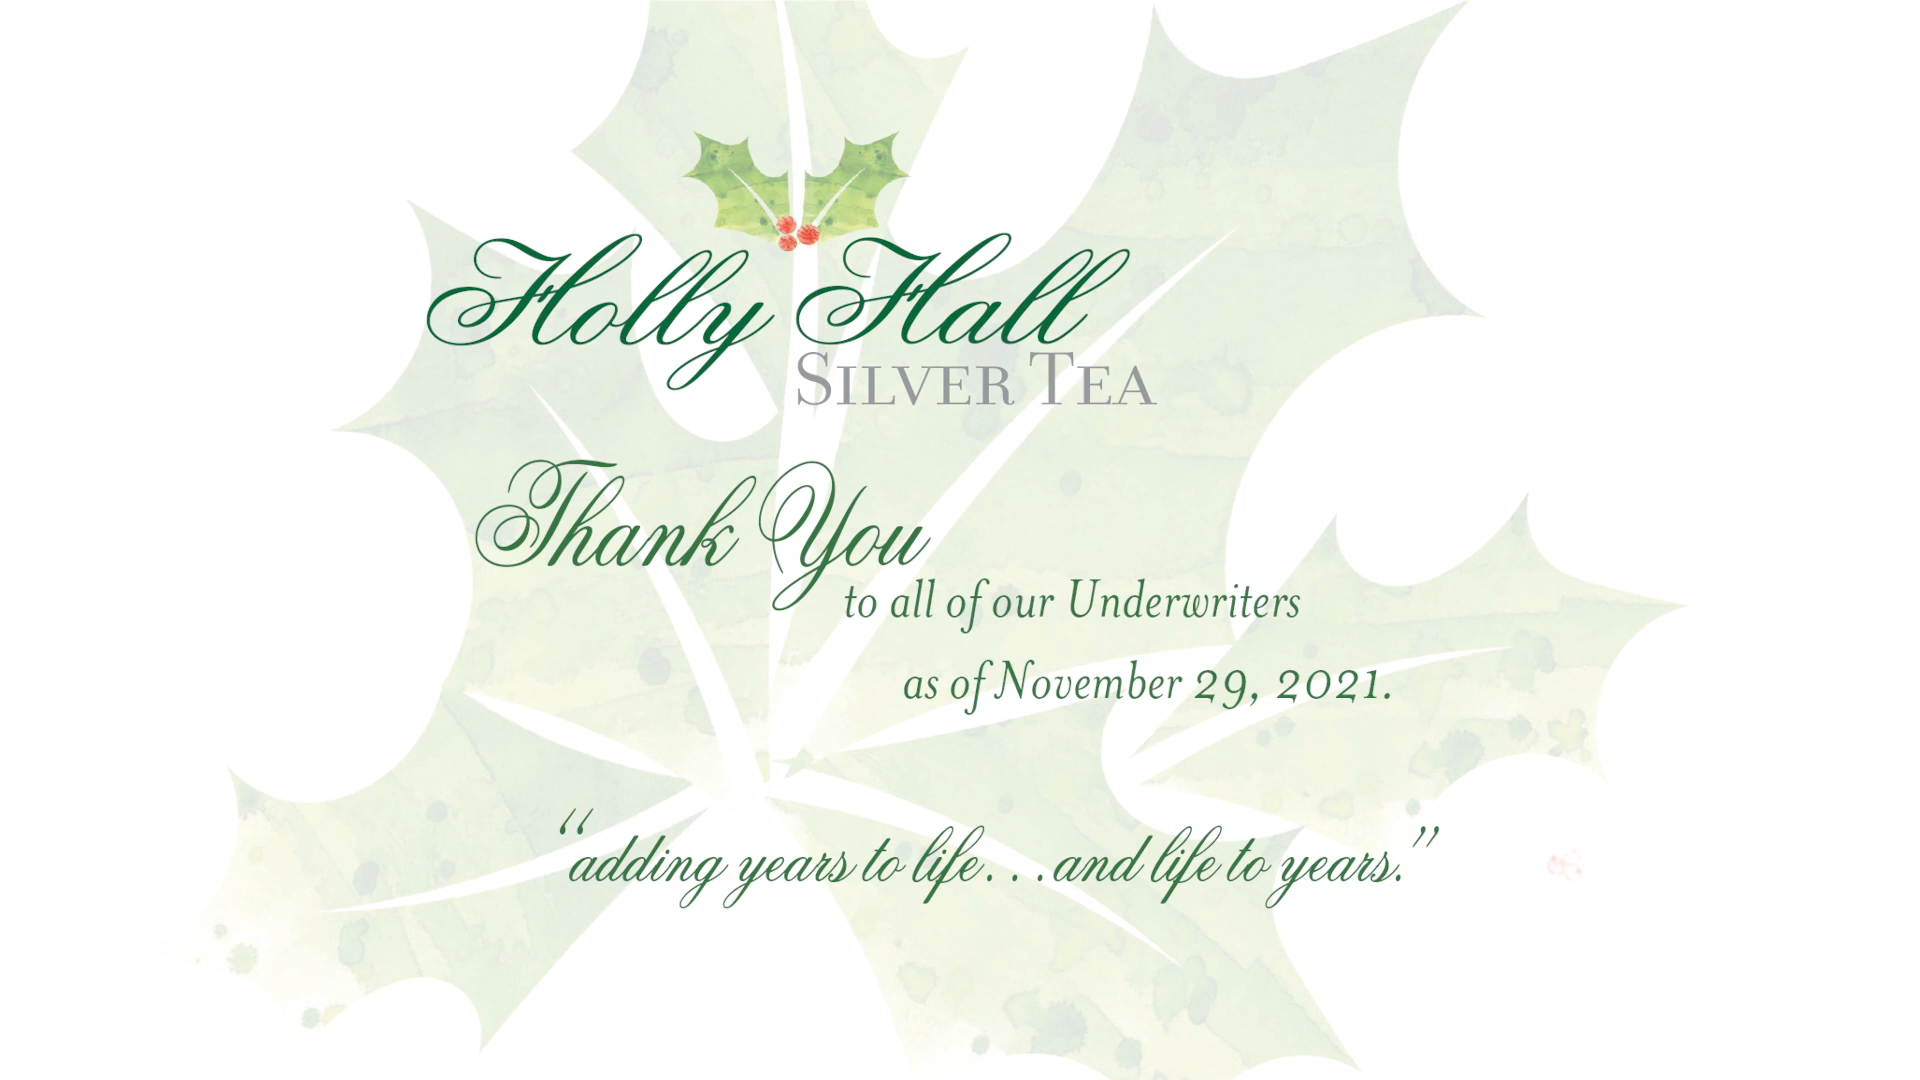 Holly Hall
SILVER TEA
Thank You
to all of our Underwriters
as of November 29, 2021.
“adding years to life...and life to years.”